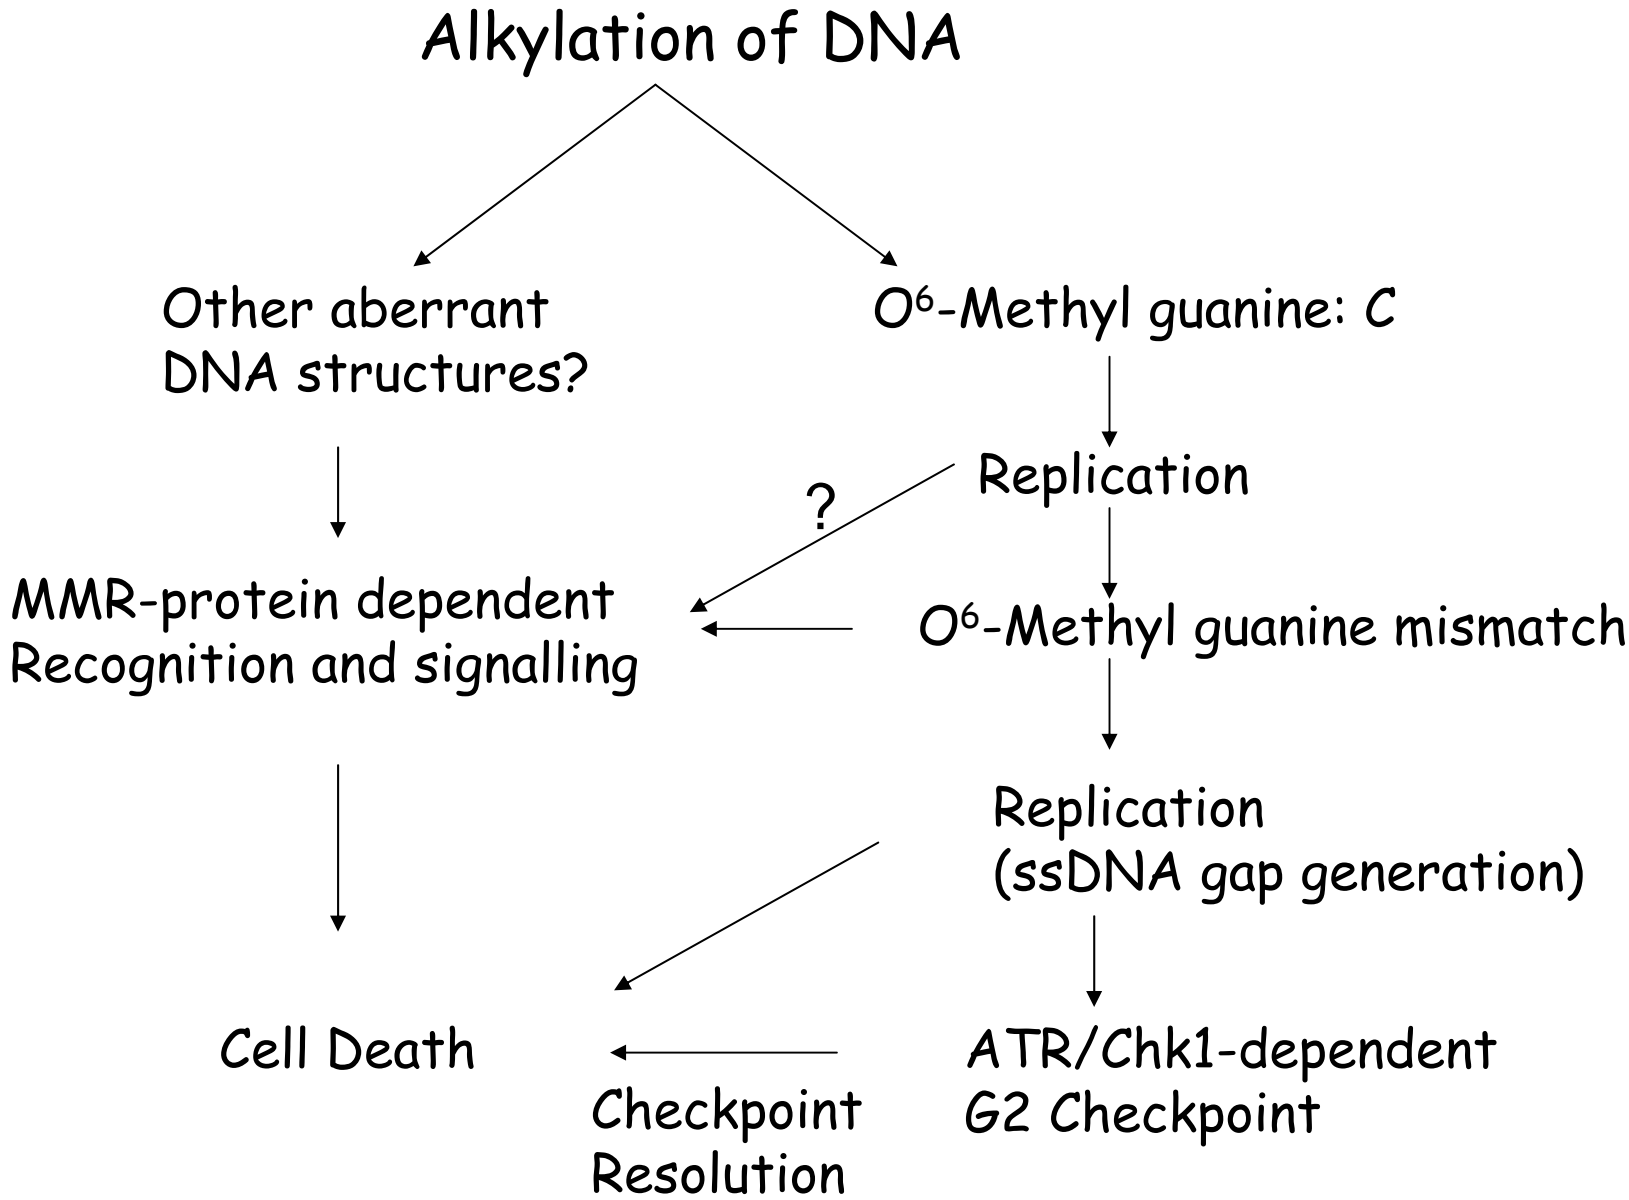 Alkylation of DNA
Other aberrant
DNA structures?
O⁶-Methyl guanine: C
Replication
?
MMR-protein dependent
Recognition and signalling
O⁶-Methyl guanine mismatch
Replication
(ssDNA gap generation)
Cell Death
Checkpoint
Resolution
ATR/Chk1-dependent
G2 Checkpoint